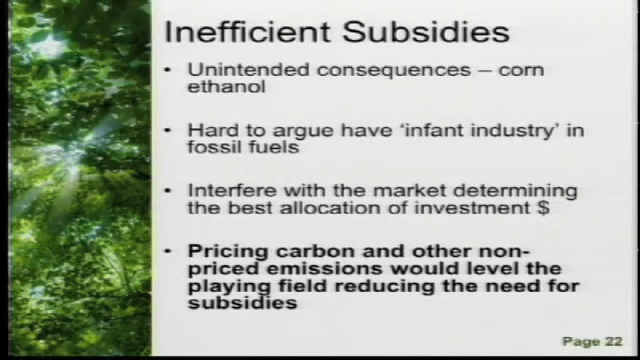 Inefficient Subsidies
• Unintended consequences – corn
ethanol
• Hard to argue have ‘infant industry’ in
fossil fuels
• Interfere with the market determining
the best allocation of investment $
• Pricing carbon and other non-
priced emissions would level the
playing field reducing the need for
subsidies
Page 22